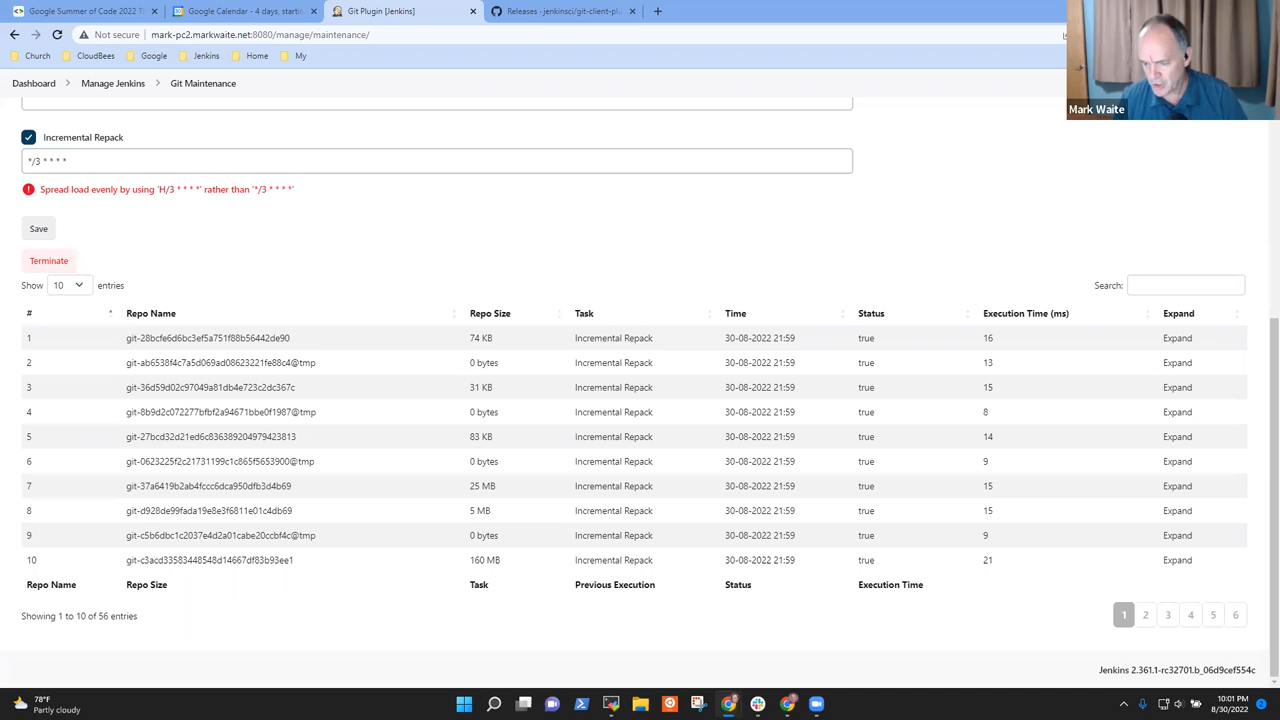 Google Summer of Code 2022 T
Google Calendar - 4 days, startin
Git Plugin [Jenkins]
Releases - jenkinsci/git-client-plu
Not secure | mark-pc2.markwaite.net:8080/manage/maintenance/
Church CloudBees Google Jenkins Home My
Dashboard > Manage Jenkins > Git Maintenance
Mark Waite
Incremental Repack
*/3 * * * *
Spread load evenly by using 'H/3 * * * *' rather than '*/3 * * * *'
Save
Terminate
Show 10 entries
Search:
# Repo Name Repo Size Task Time Status Execution Time (ms) Expand
1 git-28bcfe6d6bc3ef5a751f88b56442de90 74 KB Incremental Repack 30-08-2022 21:59 true 16 Expand
2 git-ab6538f4c7a5d069ad08623221fe88c4@tmp 0 bytes Incremental Repack 30-08-2022 21:59 true 13 Expand
3 git-36d59d02c97049a81db4e723c2dc367c 31 KB Incremental Repack 30-08-2022 21:59 true 15 Expand
4 git-8b9d2c072277bfbf2a94671bbe0f1987@tmp 0 bytes Incremental Repack 30-08-2022 21:59 true 8 Expand
5 git-27bcd32d21ed6c836389204979423813 83 KB Incremental Repack 30-08-2022 21:59 true 14 Expand
6 git-0623225f2c21731199c1c865f5653900@tmp 0 bytes Incremental Repack 30-08-2022 21:59 true 9 Expand
7 git-37a6419b2ab4fccc6dca950dfb3d4b69 25 MB Incremental Repack 30-08-2022 21:59 true 15 Expand
8 git-d928de99fada19e8e3f6811e01c4db69 5 MB Incremental Repack 30-08-2022 21:59 true 15 Expand
9 git-c5b6dbc1c2037e4d2a01cabe20ccbf4c@tmp 0 bytes Incremental Repack 30-08-2022 21:59 true 9 Expand
10 git-c3acd33583448548d14667df83b93ee1 160 MB Incremental Repack 30-08-2022 21:59 true 21 Expand
Repo Name Repo Size Task Previous Execution Status Execution Time
Showing 1 to 10 of 56 entries
1 2 3 4 5 6
Jenkins 2.361.1-rc32701.b_06d9cef554c
78°F
Partly cloudy
10:01 PM
8/30/2022
2